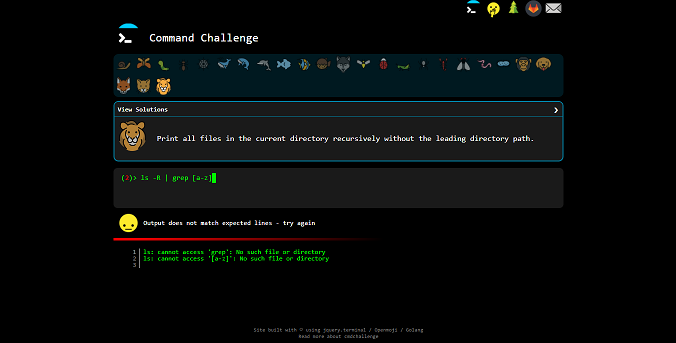 Command Challenge
View Solutions
Print all files in the current directory recursively without the leading directory path.
(2)> ls -R | grep [a-z]
Output does not match expected lines - try again
1 ls: cannot access 'grep': No such file or directory
2 ls: cannot access '[a-z]': No such file or directory
3
Site built with © using jquery.terminal / Openmoji / Golang
Read more about cmdchallenge